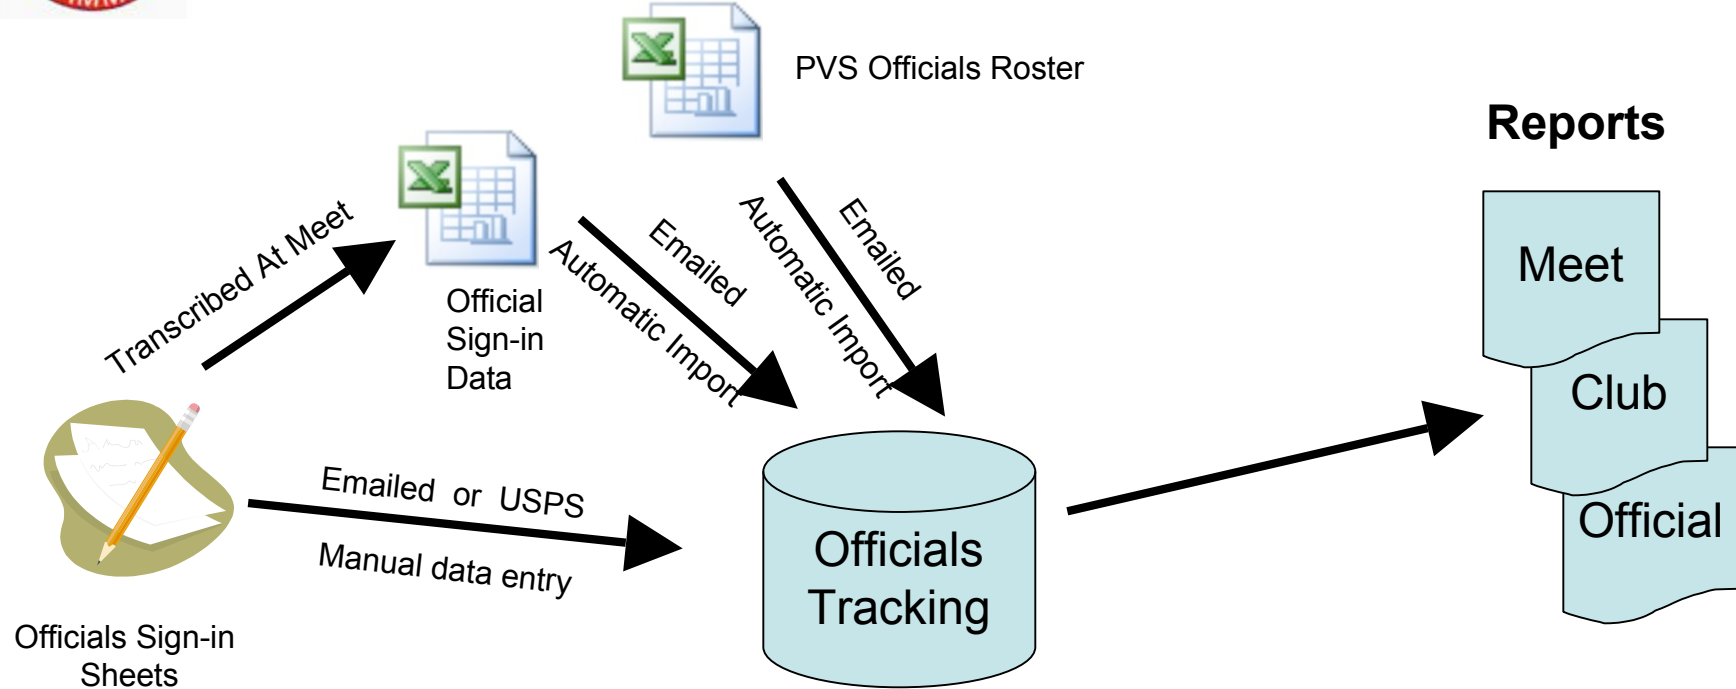 PVS Officials Roster
Reports
Transcribed At Meet
Official
Sign-in
Data
Emailed
Automatic Import
Emailed
Automatic Import
Meet
Club
Official
Emailed or USPS
Manual data entry
Officials
Tracking
Officials Sign-in
Sheets